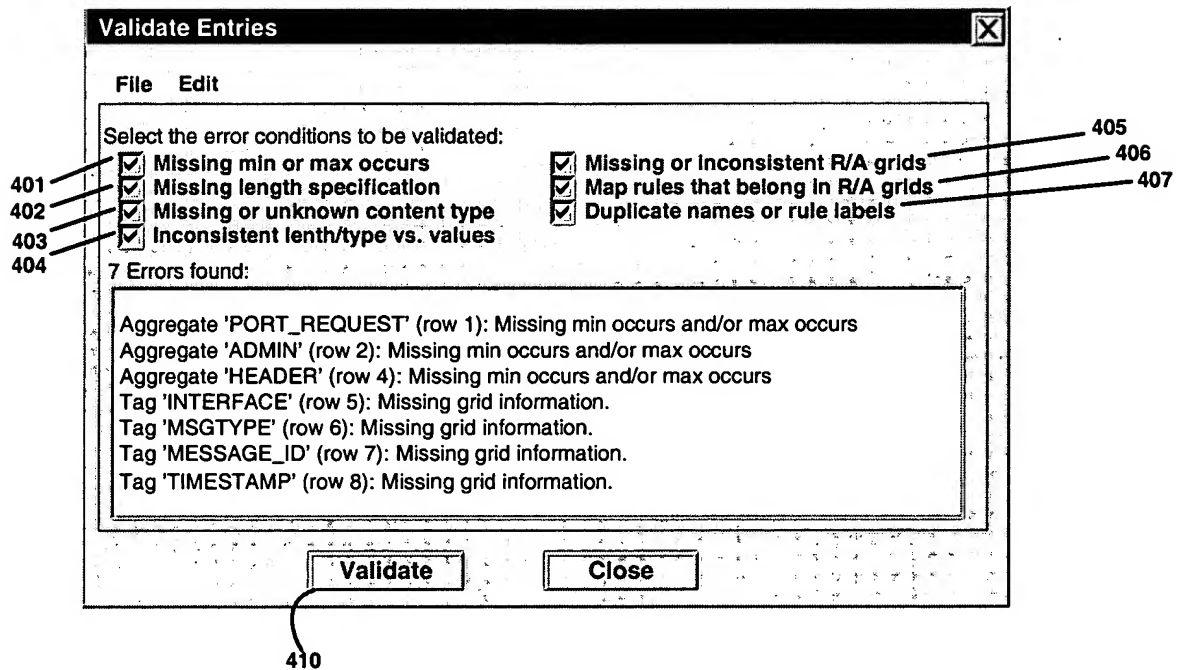 Validate Entries
File Edit
Select the error conditions to be validated:
401 Missing min or max occurs
402 Missing length specification
403 Missing or unknown content type
404 Inconsistent lenth/type vs. values
Missing or inconsistent R/A grids 405
Map rules that belong in R/A grids 406
Duplicate names or rule labels 407
7 Errors found:
Aggregate 'PORT_REQUEST' (row 1): Missing min occurs and/or max occurs
Aggregate 'ADMIN' (row 2): Missing min occurs and/or max occurs
Aggregate 'HEADER' (row 4): Missing min occurs and/or max occurs
Tag 'INTERFACE' (row 5): Missing grid information.
Tag 'MSGTYPE' (row 6): Missing grid information.
Tag 'MESSAGE_ID' (row 7): Missing grid information.
Tag 'TIMESTAMP' (row 8): Missing grid information.
Validate Close
410